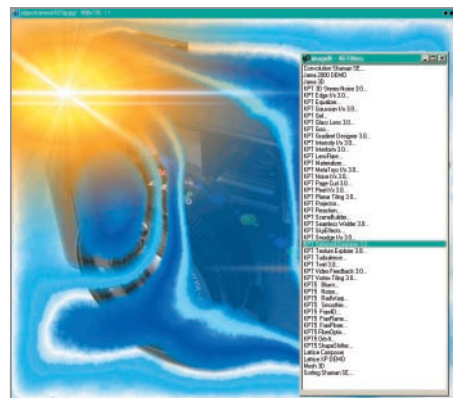 imagefilt - 46 Filters
Convolution Shaman SE...
Jama 2000 DEMO
Jama 3D
KPT 3D Stereo Noise 3.0...
KPT Edge f/x 3.0...
KPT Equalizer...
KPT Gaussian f/x 3.0...
KPT Gel...
KPT Glass Lens 3.0...
KPT Goo...
KPT Gradient Designer 3.0...
KPT Intensity f/x 3.0...
KPT Interform 3.0...
KPT LensFlare...
KPT Materializer...
KPT MetaToys f/x 3.0...
KPT Noise f/x 3.0...
KPT Page Curl 3.0...
KPT Pixel f/x 3.0...
KPT Planar Tiling 3.0...
KPT Projector...
KPT Reaction...
KPT Seamless Welder 3.0...
KPT SceneBuilder...
KPT SkyEffects...
KPT Smudge f/x 3.0...
KPT Texture Explorer 3.0...
KPT Turbulence...
KPT Twirl 3.0...
KPT Video Feedback 3.0...
KPT Vortex Tiling 3.0...
KPT5 Blurrr...
KPT5 Noize...
KPT5 RadWarp...
KPT5 Smoothie...
KPT5 Frax4D...
KPT5 FraxFlame...
KPT5 FraxPlorer...
KPT5 FiberOptix...
KPT5 Orb-It...
KPT5 ShapeShifter...
Lattice Composer
Lattice XP DEMO
Mesh 3D
Sorting Shaman SE...